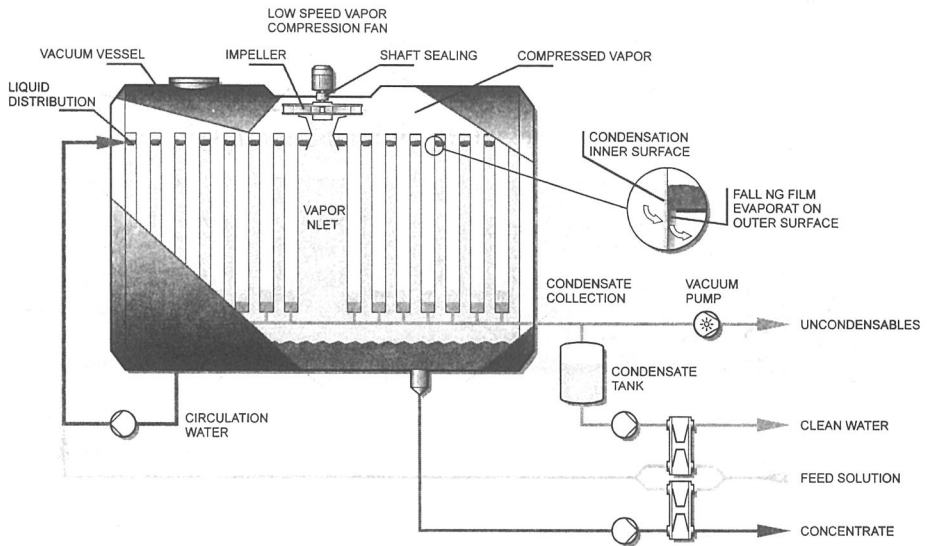 LOW SPEED VAPOR
COMPRESSION FAN
VACUUM VESSEL
IMPELLER
SHAFT SEALING
COMPRESSED VAPOR
LIQUID
DISTRIBUTION
CONDENSATION
INNER SURFACE
FALL NG FILM
EVAPORAT ON
OUTER SURFACE
VAPOR
NLET
CONDENSATE
COLLECTION
VACUUM
PUMP
UNCONDENSABLES
CONDENSATE
TANK
CIRCULATION
WATER
CLEAN WATER
FEED SOLUTION
CONCENTRATE